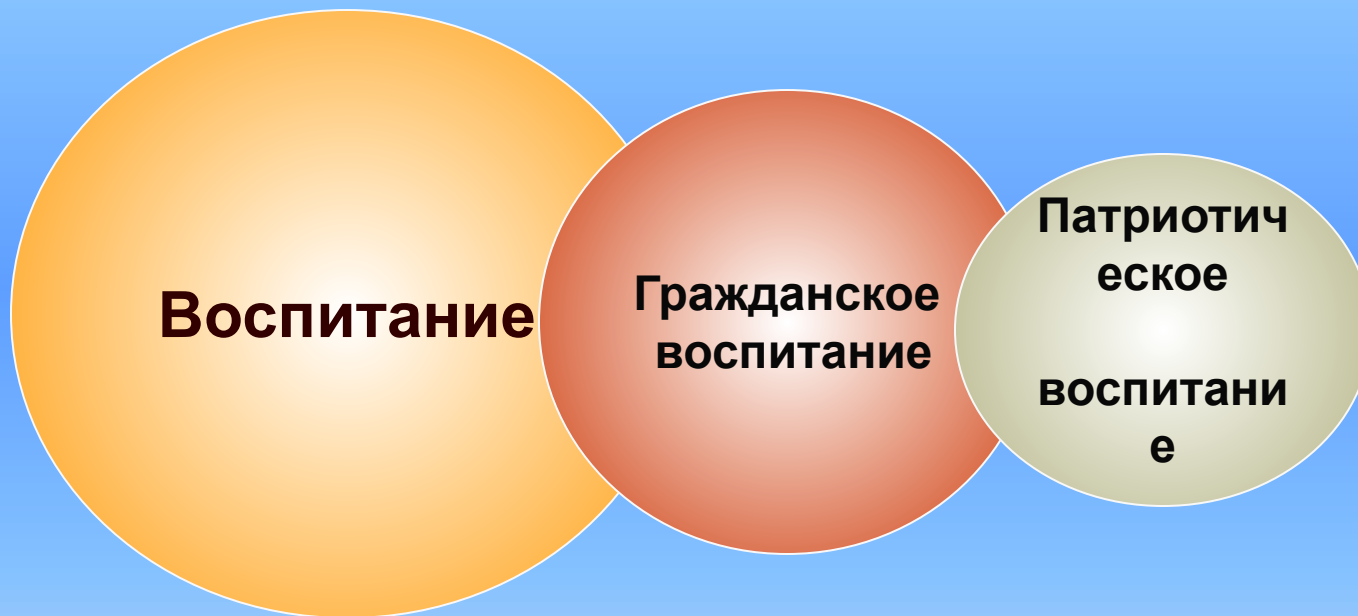 Воспитание
Гражданское
воспитание
Патриотич
еское
воспитани
е